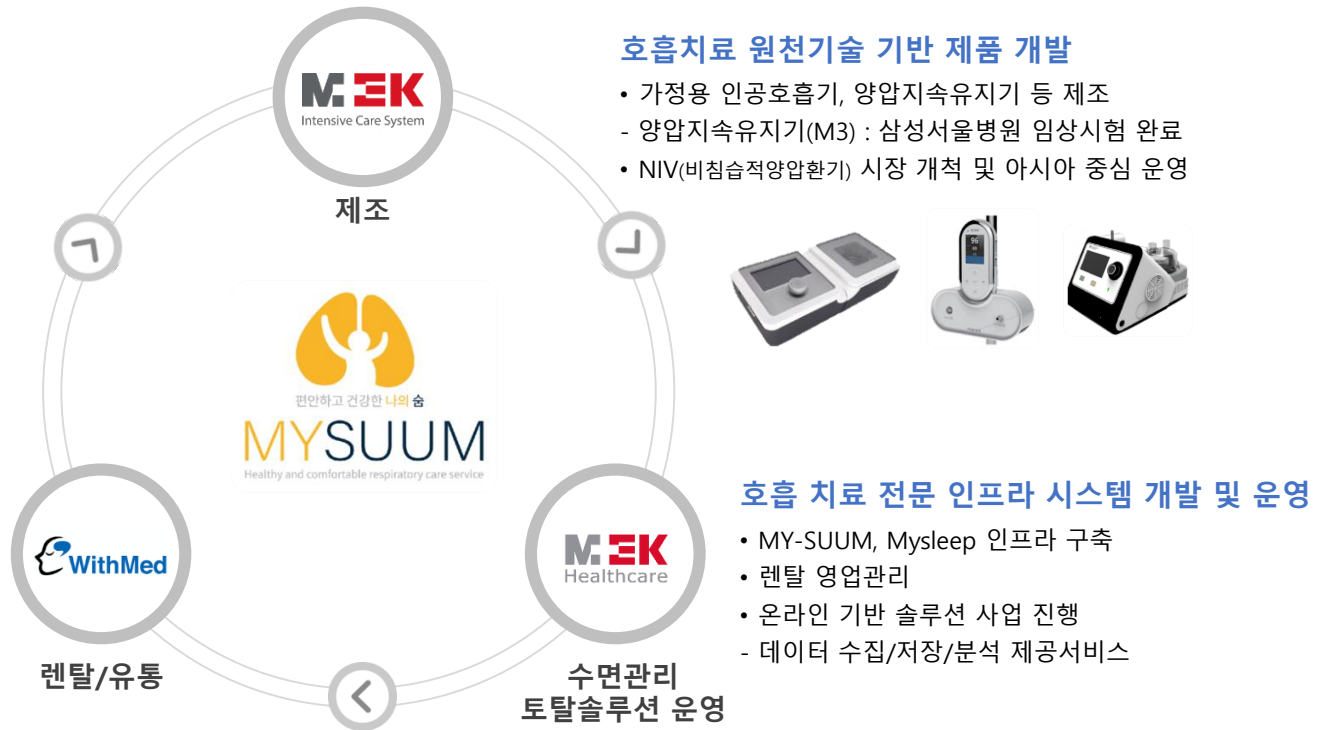 MEK
Intensive Care System
제조
호흡치료 원천기술 기반 제품 개발
• 가정용 인공호흡기, 양압지속유지기 등 제조
- 양압지속유지기(M3) : 삼성서울병원 임상시험 완료
• NIV(비침습적양압환기) 시장 개척 및 아시아 중심 운영
96
편안하고 건강한 나의 숨
MYSUUM
Healthy and comfortable respiratory care service
WithMed
렌탈/유통
MEK
Healthcare
수면관리
토탈솔루션 운영
호흡 치료 전문 인프라 시스템 개발 및 운영
• MY-SUUM, Mysleep 인프라 구축
• 렌탈 영업관리
• 온라인 기반 솔루션 사업 진행
- 데이터 수집/저장/분석 제공서비스